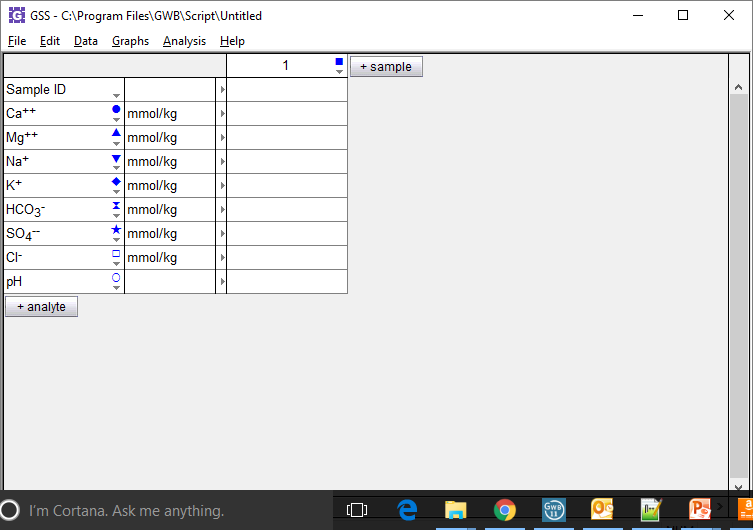 GSS - C:\Program Files\GWB\Script\Untitled
File Edit Data Graphs Analysis Help
1 + sample
Sample ID
Ca++ mmol/kg
Mg++ mmol/kg
Na+ mmol/kg
K+ mmol/kg
HCO3- mmol/kg
SO4-- mmol/kg
Cl- mmol/kg
pH
+ analyte
I'm Cortana. Ask me anything.
GWB
11